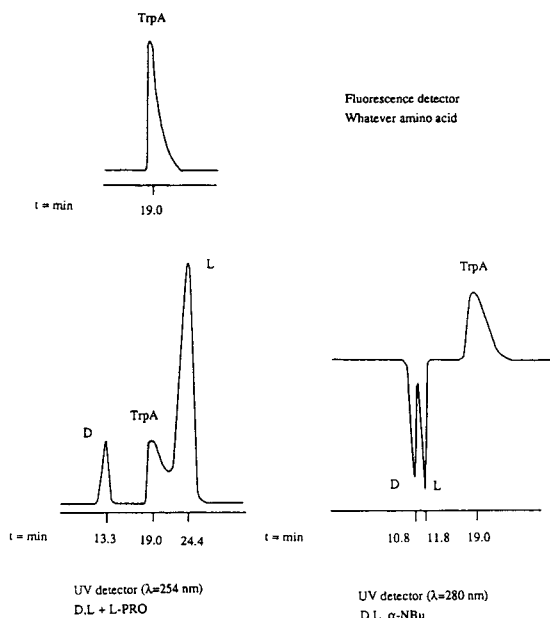 TrpA
Fluorescence detector
Whatever amino acid
t = min
19.0
L
TrpA
D
t = min
13.3
19.0
24.4
UV detector (λ=254 nm)
D,L + L-PRO
TrpA
D
L
t = min
10.8
11.8
19.0
UV detector (λ=280 nm)
D,L α-NBu